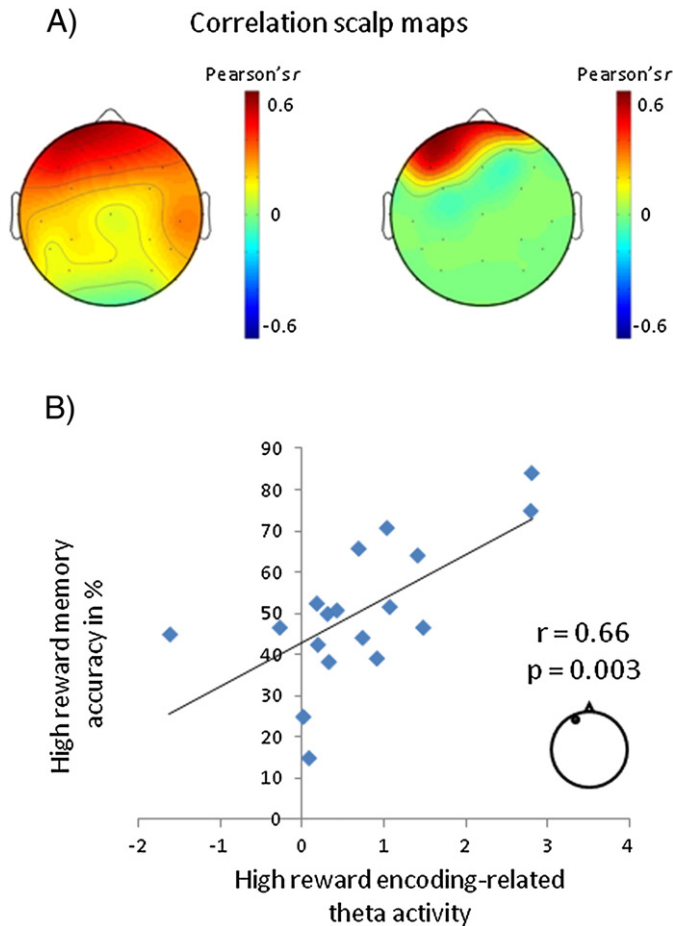 A)
Correlation scalp maps
Pearson's r
Pearson's r
0.6
0
-0.6
0.6
0
-0.6
B)
High reward memory
accuracy in %
90
80
70
60
50
40
30
20
10
0
r = 0.66
p = 0.003
-2 -1 0 1 2 3 4
High reward encoding-related
theta activity